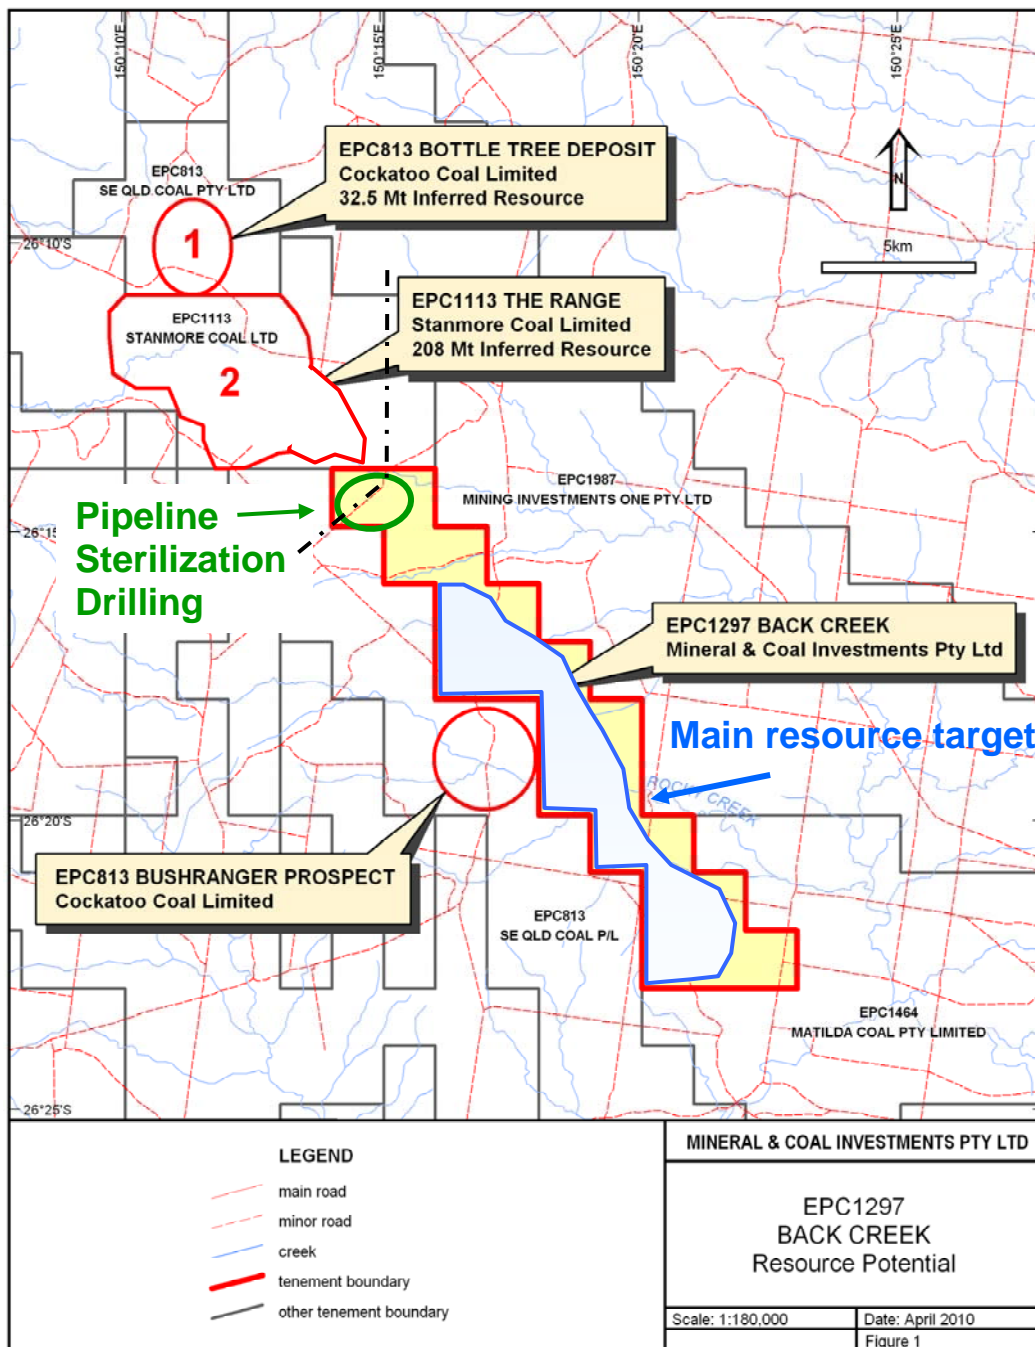 150°10'E
150°15'E
150°20'E
150°25'E
EPC813
SE QLD COAL PTY LTD
EPC813 BOTTLE TREE DEPOSIT
Cockatoo Coal Limited
32.5 Mt Inferred Resource
N
26°10'S
1
5km
EPC1113 THE RANGE
Stanmore Coal Limited
208 Mt Inferred Resource
EPC1113
STANMORE COAL LTD
2
EPC1987
MINING INVESTMENTS ONE PTY LTD
26°15
Pipeline
Sterilization
Drilling
EPC1297 BACK CREEK
Mineral & Coal Investments Pty Ltd
Main resource target
ROCKY CREEK
26°20'S
EPC813 BUSHRANGER PROSPECT
Cockatoo Coal Limited
EPC813
SE QLD COAL P/L
EPC1464
MATILDA COAL PTY LIMITED
26°25'S
LEGEND
main road
minor road
creek
tenement boundary
other tenement boundary
MINERAL & COAL INVESTMENTS PTY LTD
EPC1297
BACK CREEK
Resource Potential
Scale: 1:180,000
Date: April 2010
Figure 1